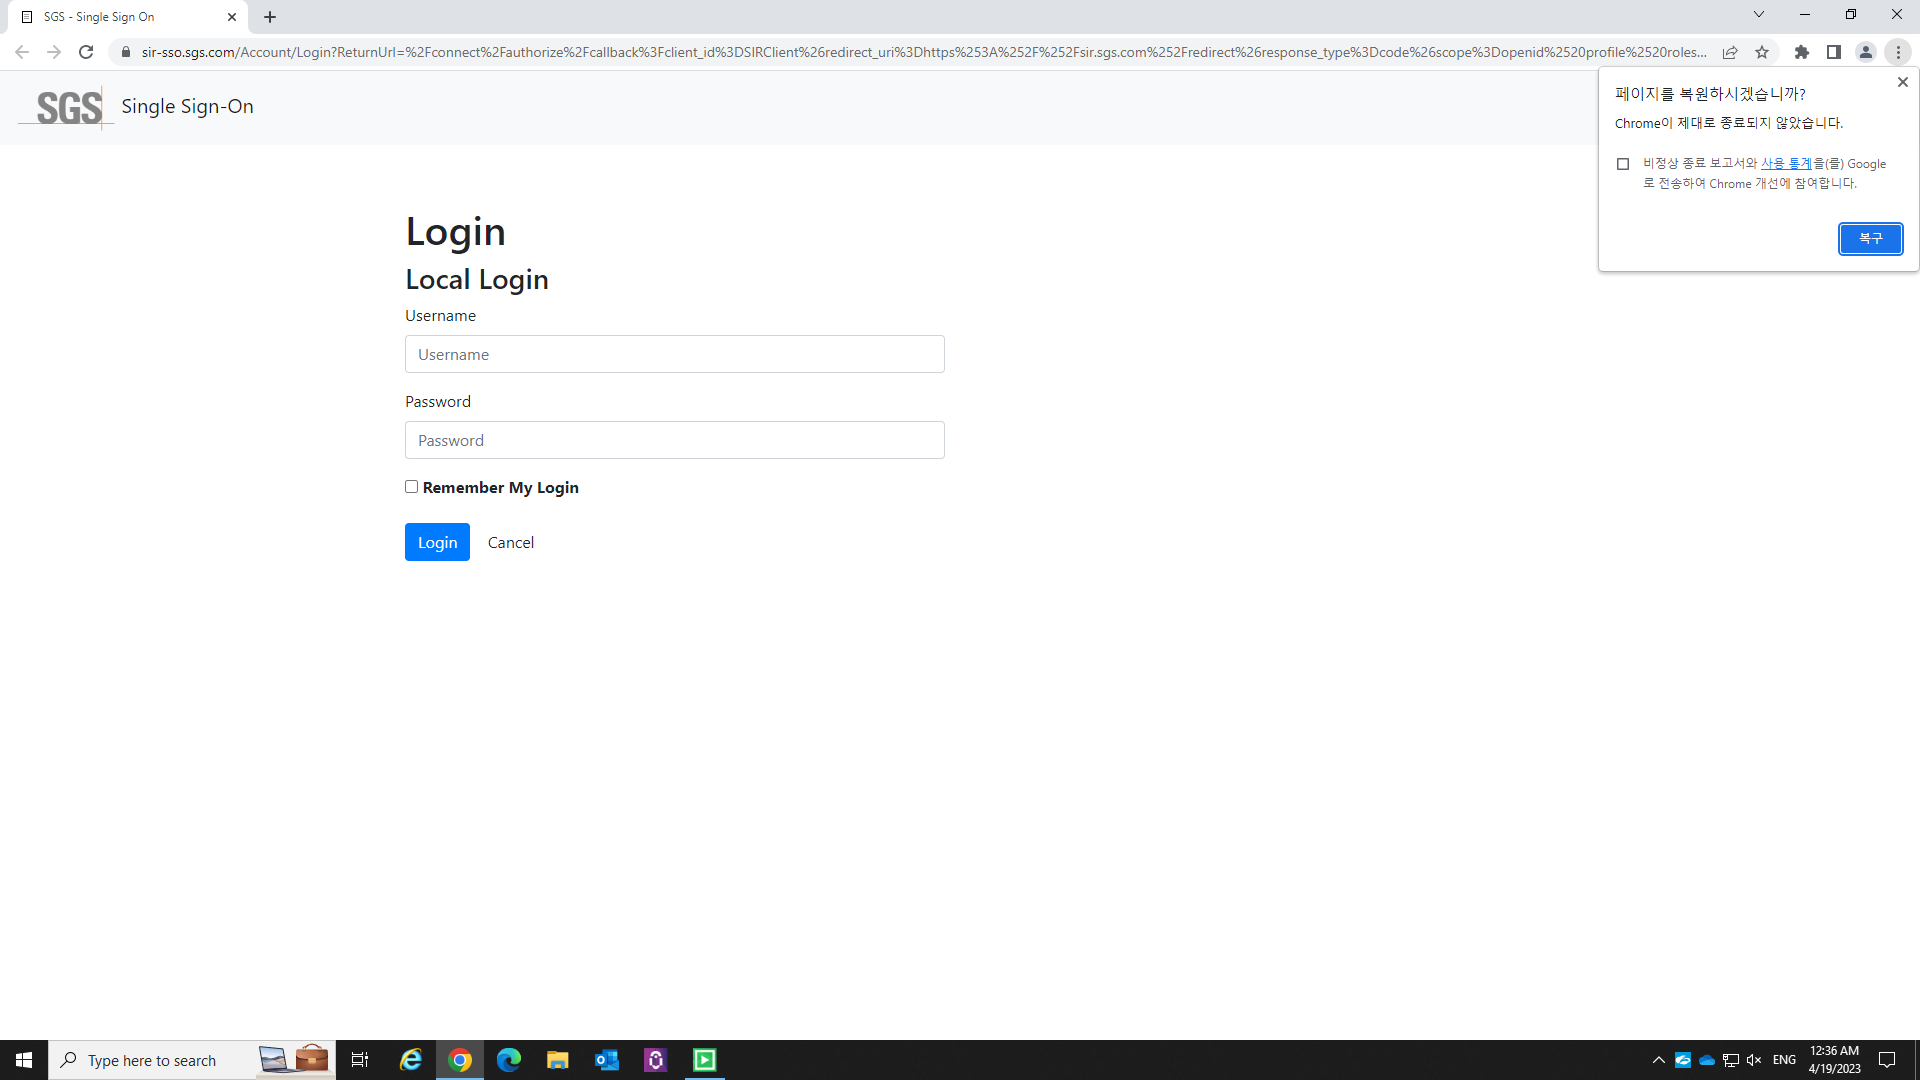 SGS - Single Sign On
sir-sso.sgs.com/Account/Login?ReturnUrl=%2Fconnect%2Fauthorize%2Fcallback%3Fclient_id%3DSIRClient%26redirect_uri%3Dhttps%253A%252F%252Fsir.sgs.com%252Fredirect%26response_type%3Dcode%26scope%3Dopenid%2520profile%2520roles...
SGS Single Sign-On
페이지를 복원하시겠습니까?
Chrome이 제대로 종료되지 않았습니다.
비정상 종료 보고서와 사용 통계을(를) Google
로 전송하여 Chrome 개선에 참여합니다.
복구
Login
Local Login
Username
Username
Password
Password
Remember My Login
Login Cancel
Type here to search
ENG
12:36 AM
4/19/2023